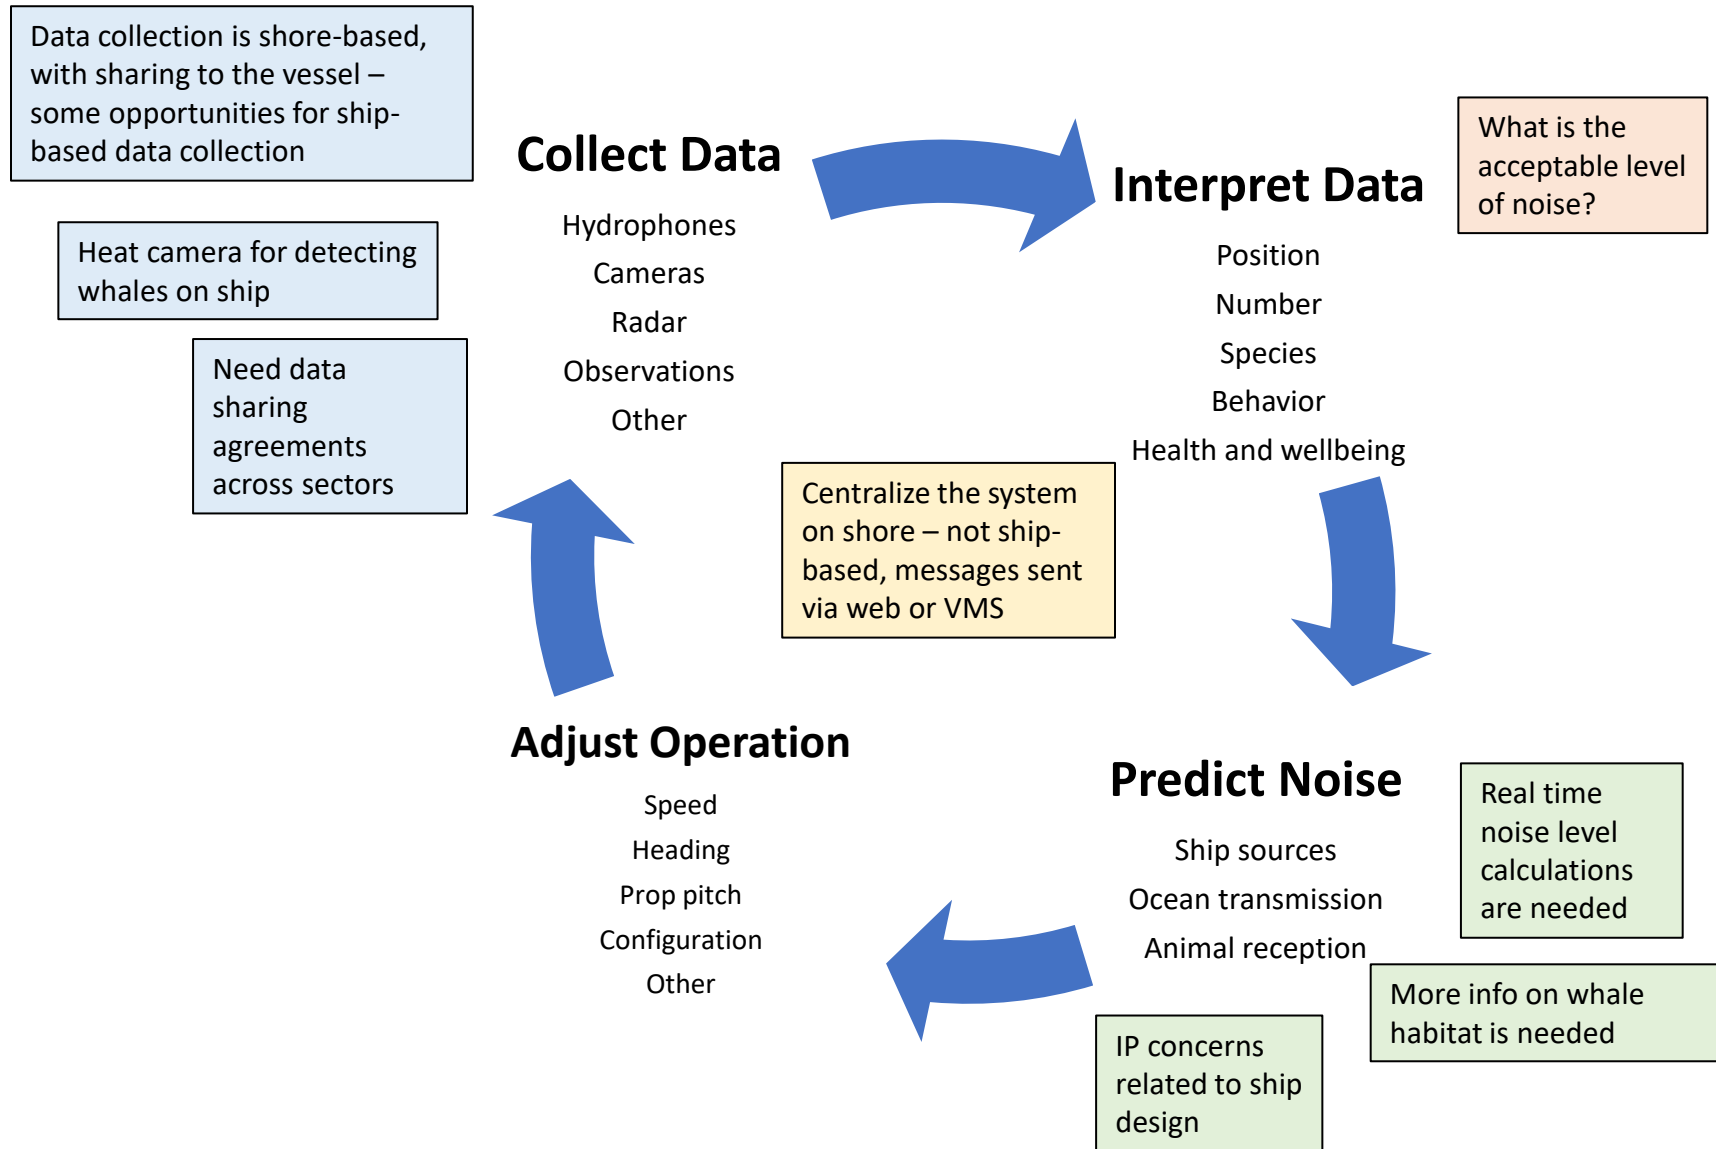 Data collection is shore-based,
with sharing to the vessel –
some opportunities for ship-
based data collection
Heat camera for detecting
whales on ship
Need data
sharing
agreements
across sectors
Collect Data
Hydrophones
Cameras
Radar
Observations
Other
Interpret Data
Position
Number
Species
Behavior
Health and wellbeing
What is the
acceptable level
of noise?
Centralize the system
on shore – not ship-
based, messages sent
via web or VMS
Adjust Operation
Speed
Heading
Prop pitch
Configuration
Other
Predict Noise
Ship sources
Ocean transmission
Animal reception
Real time
noise level
calculations
are needed
More info on whale
habitat is needed
IP concerns
related to ship
design